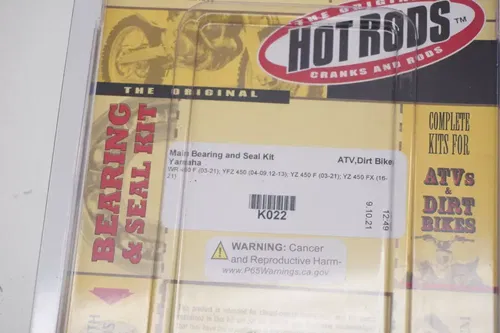 THE ORIGINAL
HOT RODS™
CRANKS AND RODS
THE ORIGINAL
BEARING
& SEAL KIT
Main Bearing and Seal Kit
ATV,Dirt Bike
Yamaha
WR 450 F (03-21); YFZ 450 (04-09,12-13); YZ 450 F (03-21); YZ 450 FX (16-
21)
K022
12:49
9.10.21
WARNING: Cancer
and Reproductive Harm-
www.P65Warnings.ca.gov
COMPLETE
KITS FOR
ATVs
& DIRT
BIKES